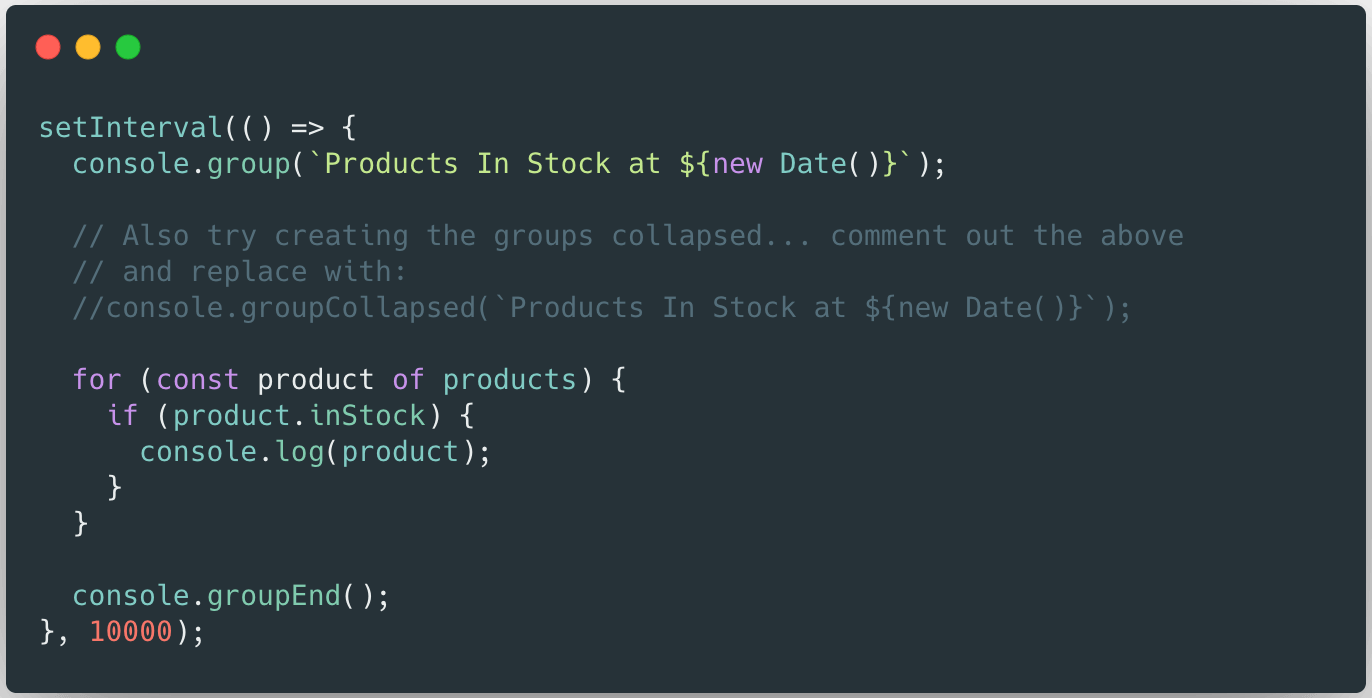 setInterval(() => {
  console.group(`Products In Stock at ${new Date()}`);

  // Also try creating the groups collapsed... comment out the above
  // and replace with:
  //console.groupCollapsed(`Products In Stock at ${new Date()}`);

  for (const product of products) {
    if (product.inStock) {
      console.log(product);
    }
  }

  console.groupEnd();
}, 10000);